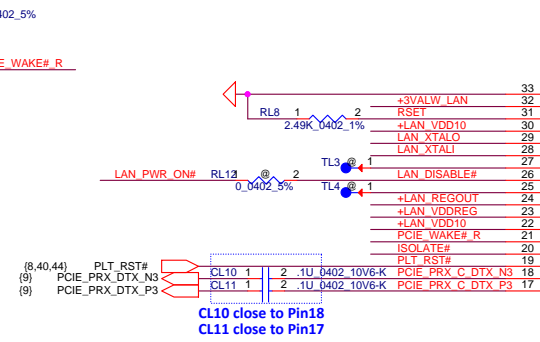 402_5%
E_WAKE#_R
33
+3VALW_LAN 32
RL8 1 2 RSET 31
2.49K_0402_1% +LAN_VDD10 30
LAN_XTALO 29
LAN_XTALI 28
TL3 @ 1 27
LAN_PWR_ON# RL12 1 @ 2 LAN_DISABLE# 26
0_0402_5% TL4 @ 1 25
+LAN_REGOUT 24
+LAN_VDDREG 23
+LAN_VDD10 22
PCIE_WAKE#_R 21
ISOLATE# 20
{8,40,44} PLT_RST# PLT_RST# 19
{9} PCIE_PRX_DTX_N3 CL10 1 2 .1U_0402_10V6-K PCIE_PRX_C_DTX_N3 18
{9} PCIE_PRX_DTX_P3 CL11 1 2 .1U_0402_10V6-K PCIE_PRX_C_DTX_P3 17
CL10 close to Pin18
CL11 close to Pin17